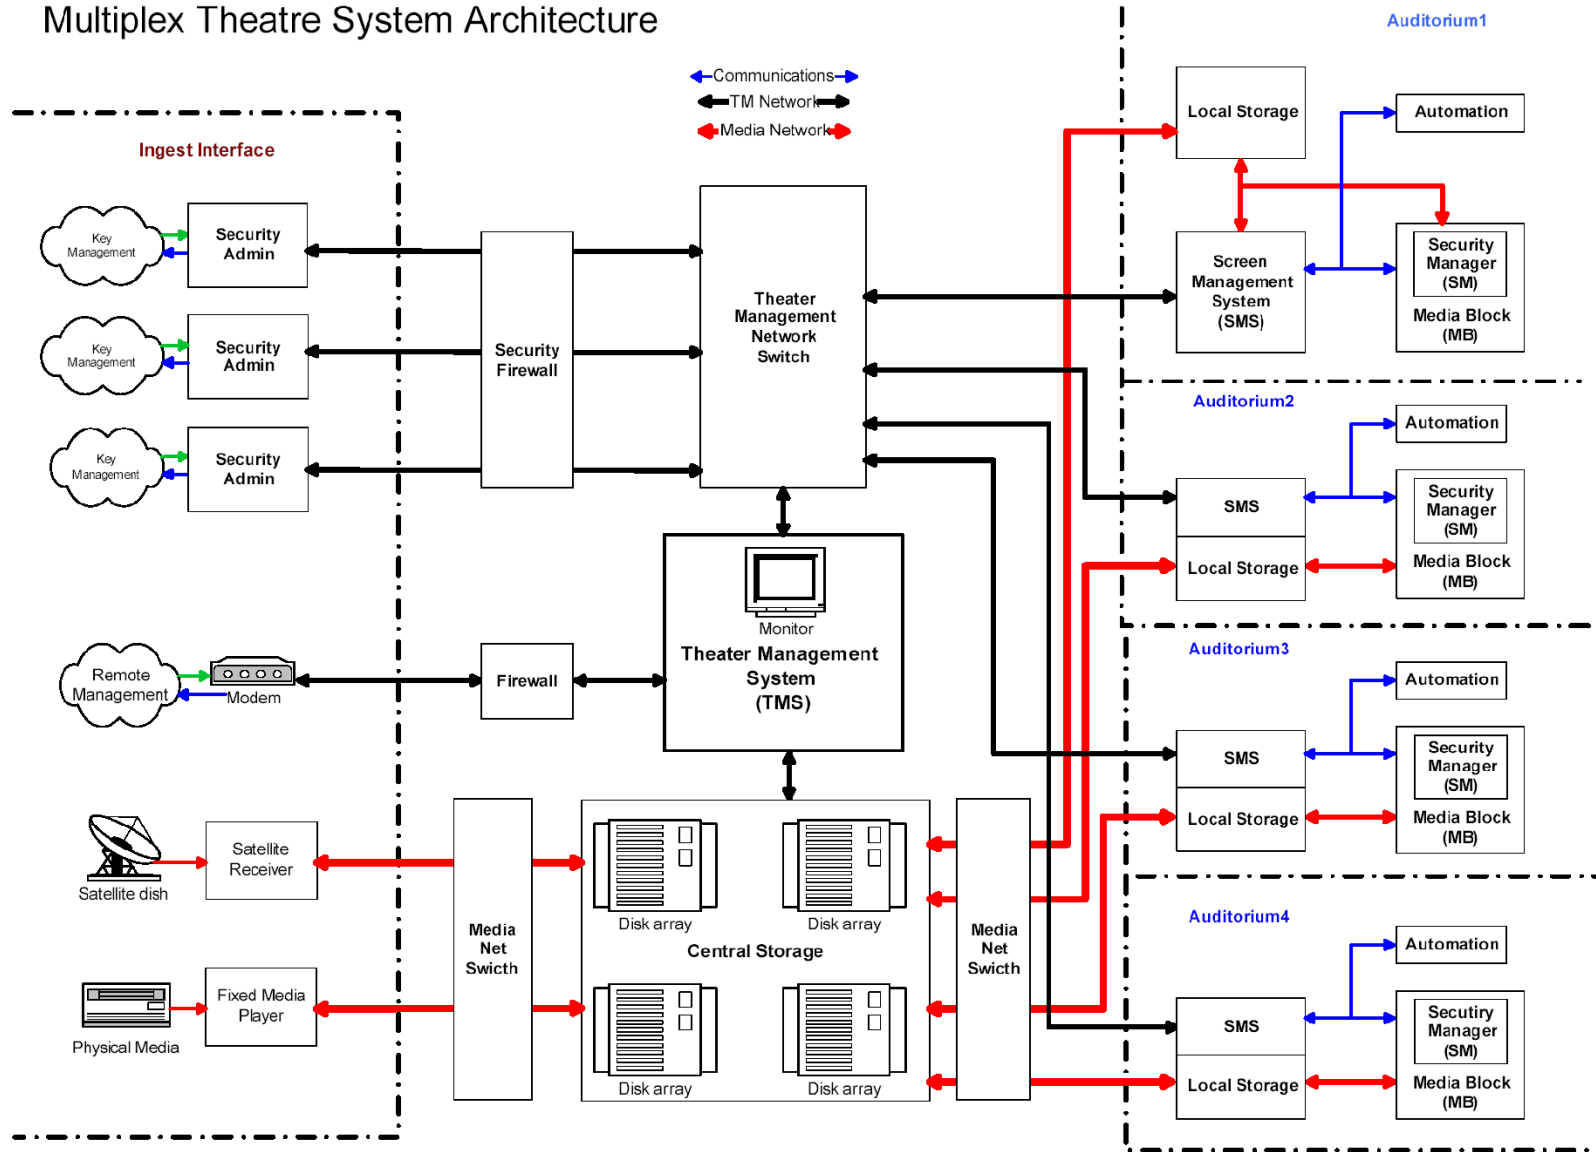 Multiplex Theatre System Architecture
Communications
TM Network
Media Network
Ingest Interface
Key
Management
Security
Admin
Key
Management
Security
Admin
Key
Management
Security
Admin
Security
Firewall
Theater
Management
Network
Switch
Remote
Management
Modem
Firewall
Monitor
Theater Management
System
(TMS)
Satellite dish
Satellite
Receiver
Physical Media
Fixed Media
Player
Media
Net
Swicth
Disk array
Disk array
Central Storage
Disk array
Disk array
Media
Net
Swicth
Auditorium1
Local Storage
Automation
Screen
Management
System
(SMS)
Security
Manager
(SM)
Media Block
(MB)
Auditorium2
Automation
SMS
Local Storage
Security
Manager
(SM)
Media Block
(MB)
Auditorium3
Automation
SMS
Local Storage
Security
Manager
(SM)
Media Block
(MB)
Auditorium4
Automation
SMS
Local Storage
Secutiry
Manager
(SM)
Media Block
(MB)